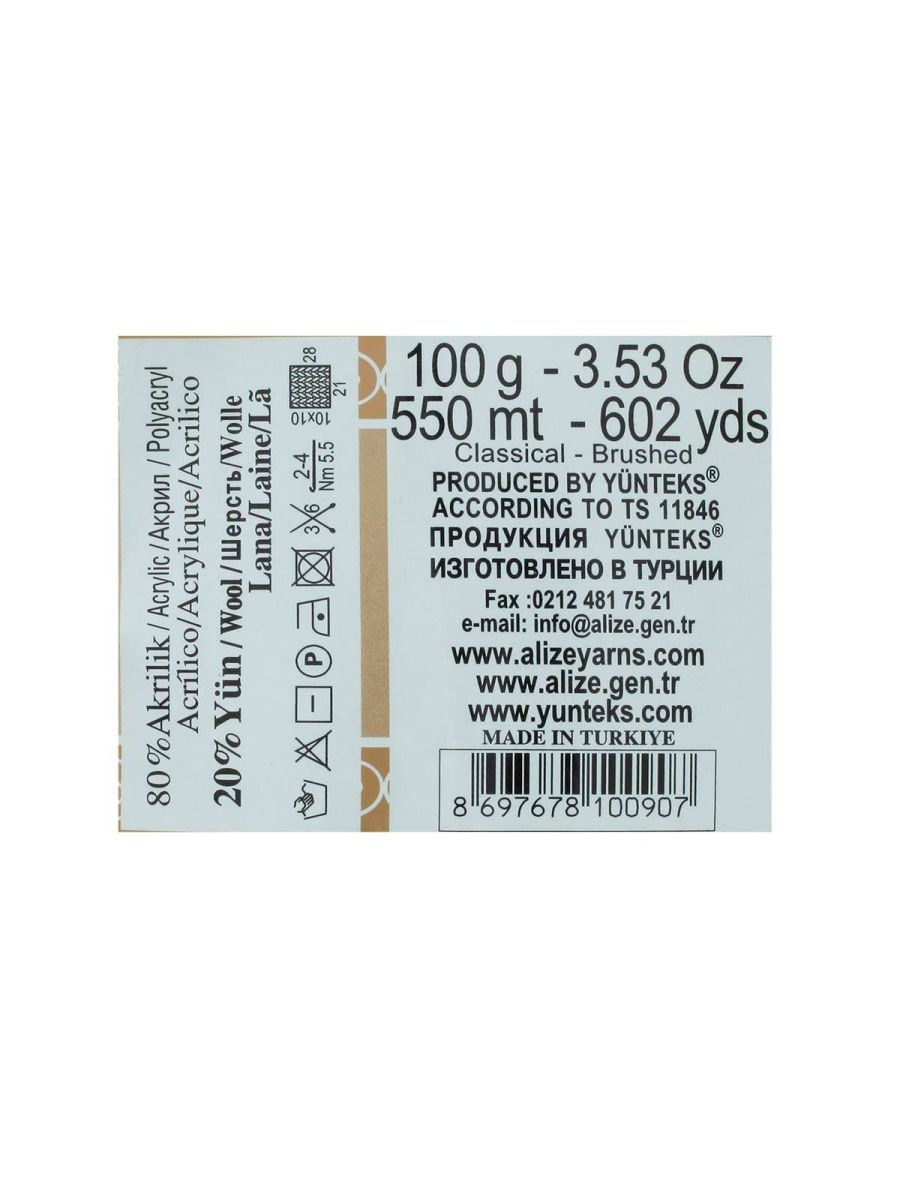 100 g - 3.53 Oz
550 mt - 602 yds
Classical - Brushed
PRODUCED BY YÜNTEKS®
ACCORDING TO TS 11846
ПРОДУКЦИЯ YÜNTEKS®
ИЗГОТОВЛЕНО В ТУРЦИИ
Fax :0212 481 75 21
e-mail: info@alize.gen.tr
www.alizeyarns.com
www.alize.gen.tr
www.yunteks.com
MADE IN TURKIYE
8 697678 100907
80%Akrilik/Acrylic/Акрил/Polyacryl
Acrílico/Acrylique/Acrilico
20% Yün/Wool/Шерсть/Wolle
Lana/Laine/Lã
P
3 6
2-4
Nm 5.5
10x10
28
21